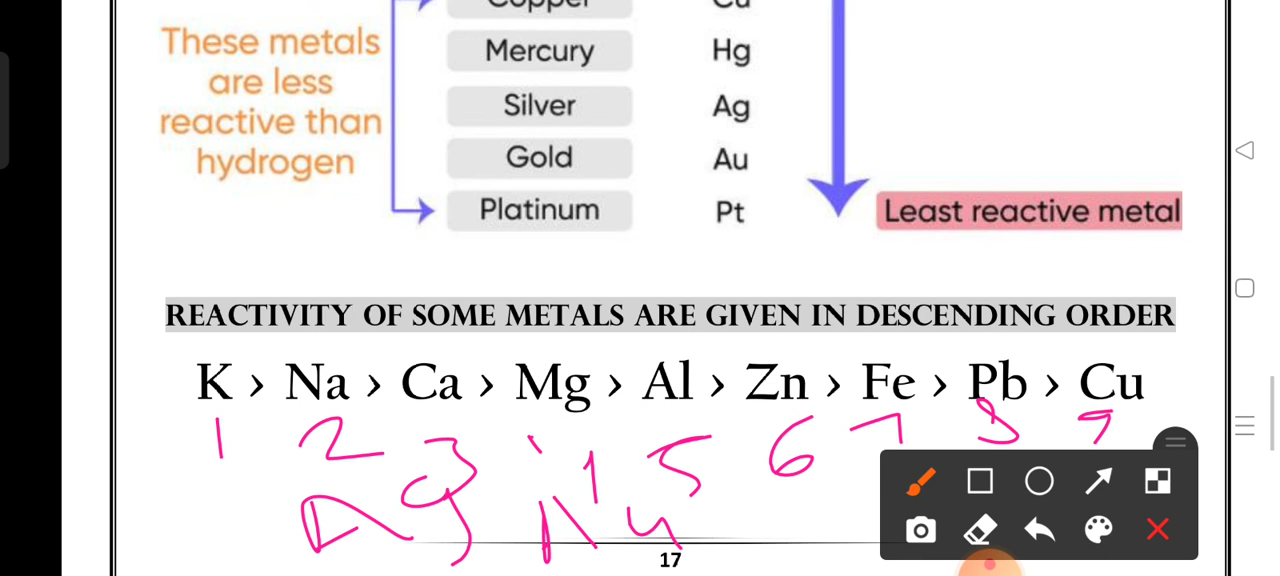 Copper Cu
These metals
are less
reactive than
hydrogen
Mercury Hg
Silver Ag
Gold Au
Platinum Pt
Least reactive metal
REACTIVITY OF SOME METALS ARE GIVEN IN DESCENDING ORDER
K > Na > Ca > Mg > Al > Zn > Fe > Pb > Cu
1 2 3 5 6 7 8 9
17